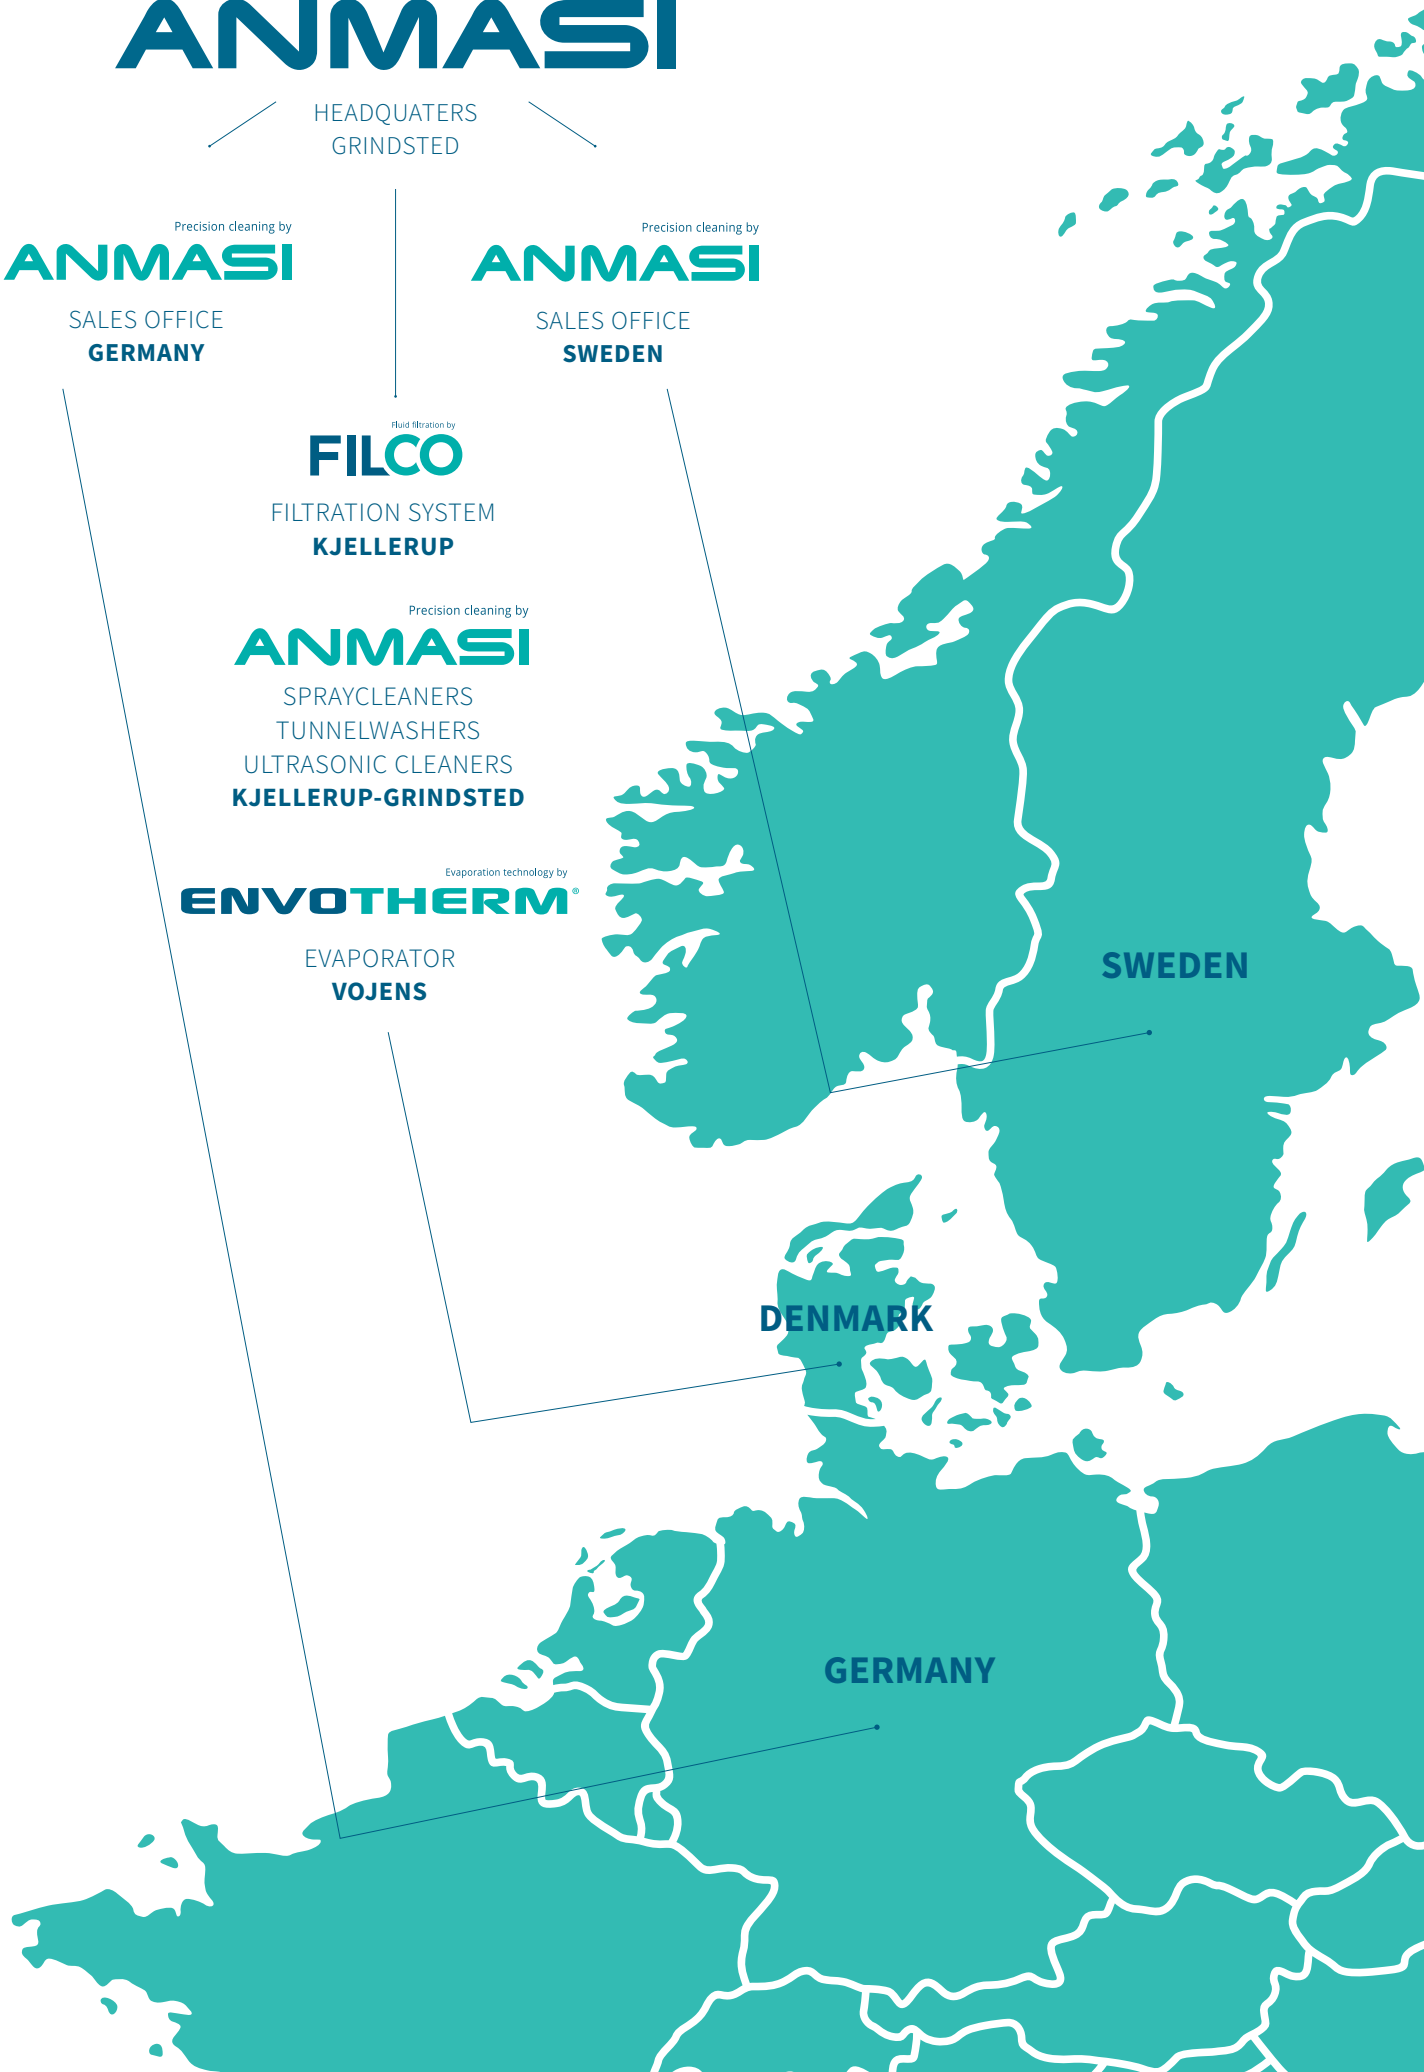 ANMASI
HEADQUATERS
GRINDSTED
Precision cleaning by
ANMASI
SALES OFFICE
GERMANY
Precision cleaning by
ANMASI
SALES OFFICE
SWEDEN
Fluid filtration by
FILCO
FILTRATION SYSTEM
KJELLERUP
Precision cleaning by
ANMASI
SPRAYCLEANERS
TUNNELWASHERS
ULTRASONIC CLEANERS
KJELLERUP-GRINDSTED
Evaporation technology by
ENVOTHERM®
EVAPORATOR
VOJENS
SWEDEN
DENMARK
GERMANY